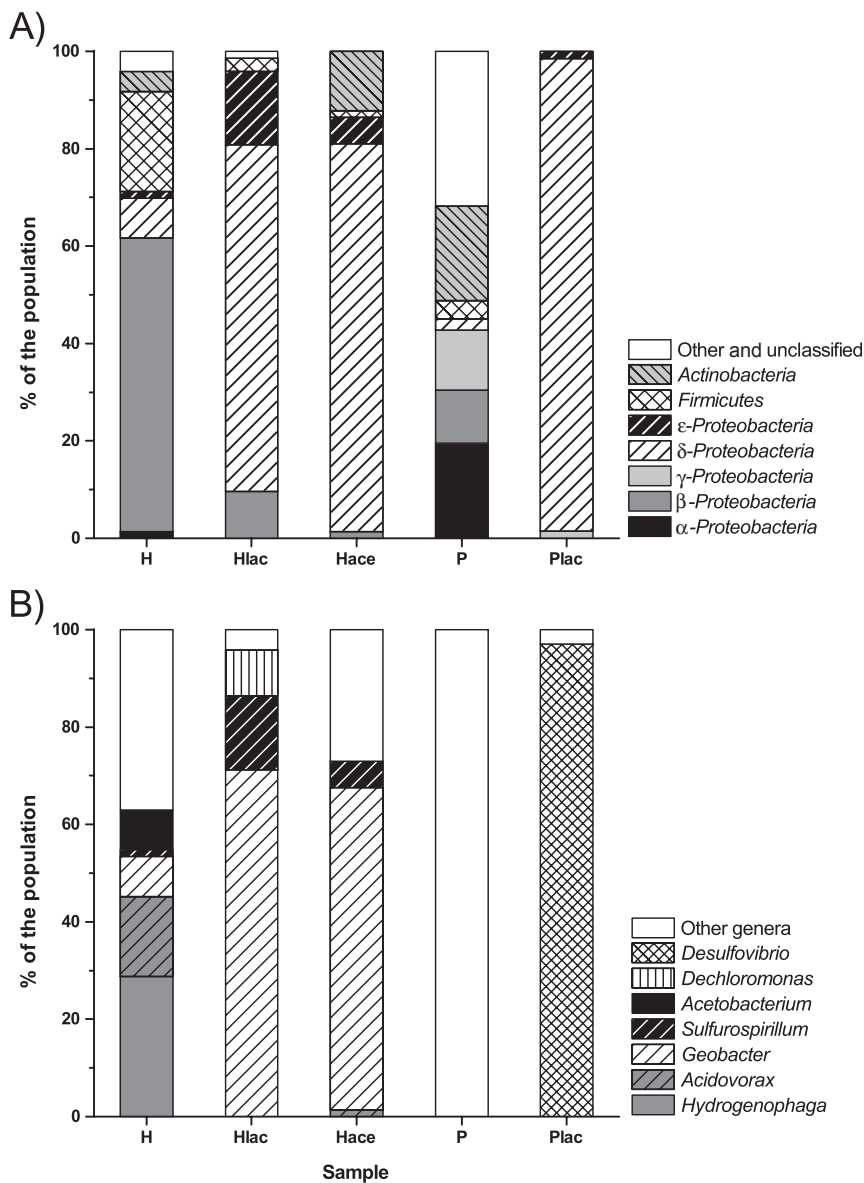 A)
100
80
60
40
20
0
% of the population
H Hlac Hace P Plac
Other and unclassified
Actinobacteria
Firmicutes
ε-Proteobacteria
δ-Proteobacteria
γ-Proteobacteria
β-Proteobacteria
α-Proteobacteria
B)
100
80
60
40
20
0
% of the population
H Hlac Hace P Plac
Sample
Other genera
Desulfovibrio
Dechloromonas
Acetobacterium
Sulfurospirillum
Geobacter
Acidovorax
Hydrogenophaga